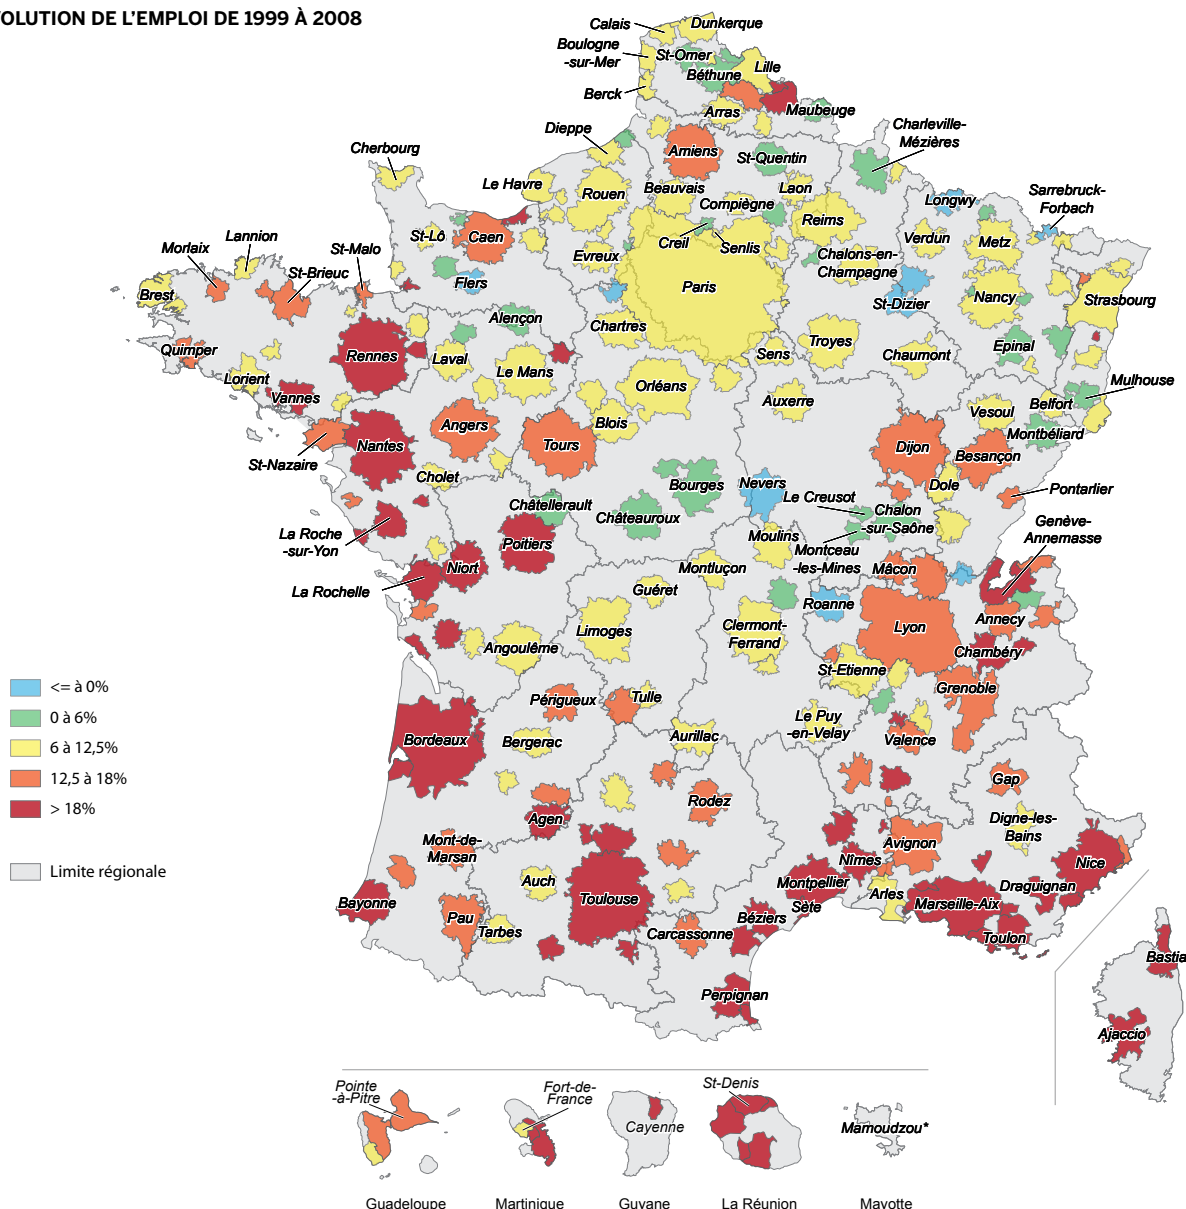 VOLUTION DE L'EMPLOI DE 1999 À 2008
Calais
Dunkerque
Boulogne
-sur-Mer
St-Omer
Béthune
Lille
Berck
Arras
Maubeuge
Dieppe
Amiens
St-Quentin
Charleville-
Mézières
Cherbourg
Le Havre
Rouen
Beauvais
Laon
Compiègne
Longwy
Sarrebruck-
Forbach
Creil
Senlis
Reims
St-Lô
Caen
Morlaix
Lannion
St-Malo
St-Brieuc
Evreux
Verdun
Metz
Chalons-en-
Champagne
Brest
Flers
Paris
St-Dizier
Nancy
Strasbourg
Alençon
Chartres
Quimper
Rennes
Laval
Le Mans
Sens
Troyes
Chaumont
Epinal
Lorient
Vannes
Orléans
Auxerre
Mulhouse
Belfort
Vesoul
Montbéliard
Blois
Angers
Nantes
Tours
Dijon
Besançon
St-Nazaire
Cholet
Bourges
Nevers
Dole
Pontarlier
Le Creusot
Châtellerault
Châteauroux
Chalon
-sur-Saône
Genève-
Annemasse
La Roche
-sur-Yon
Poitiers
Moulins
Montceau
-les-Mines
Niort
Montluçon
Mâcon
La Rochelle
Guéret
Roanne
Annecy
Limoges
Clermont-
Ferrand
Lyon
Angoulême
Chambéry
St-Etienne
<= à 0%
0 à 6%
6 à 12,5%
12,5 à 18%
> 18%
Limite régionale
Périgueux
Tulle
Grenoble
Le Puy
-en-Velay
Bordeaux
Bergerac
Aurillac
Valence
Gap
Agen
Rodez
Digne-les-
Bains
Mont-de-
Marsan
Avignon
Nîmes
Nice
Auch
Toulouse
Montpellier
Arles
Draguignan
Bayonne
Sète
Marseille-Aix
Pau
Tarbes
Béziers
Carcassonne
Toulon
Bastia
Perpignan
Ajaccio
Pointe
-à-Pitre
Fort-de-
France
St-Denis
Cayenne
Mamoudzou*
Guadeloupe
Martinique
Guyane
La Réunion
Mayotte